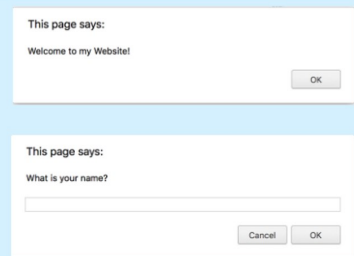 This page says:
Welcome to my Website!
OK
This page says:
What is your name?
Cancel OK